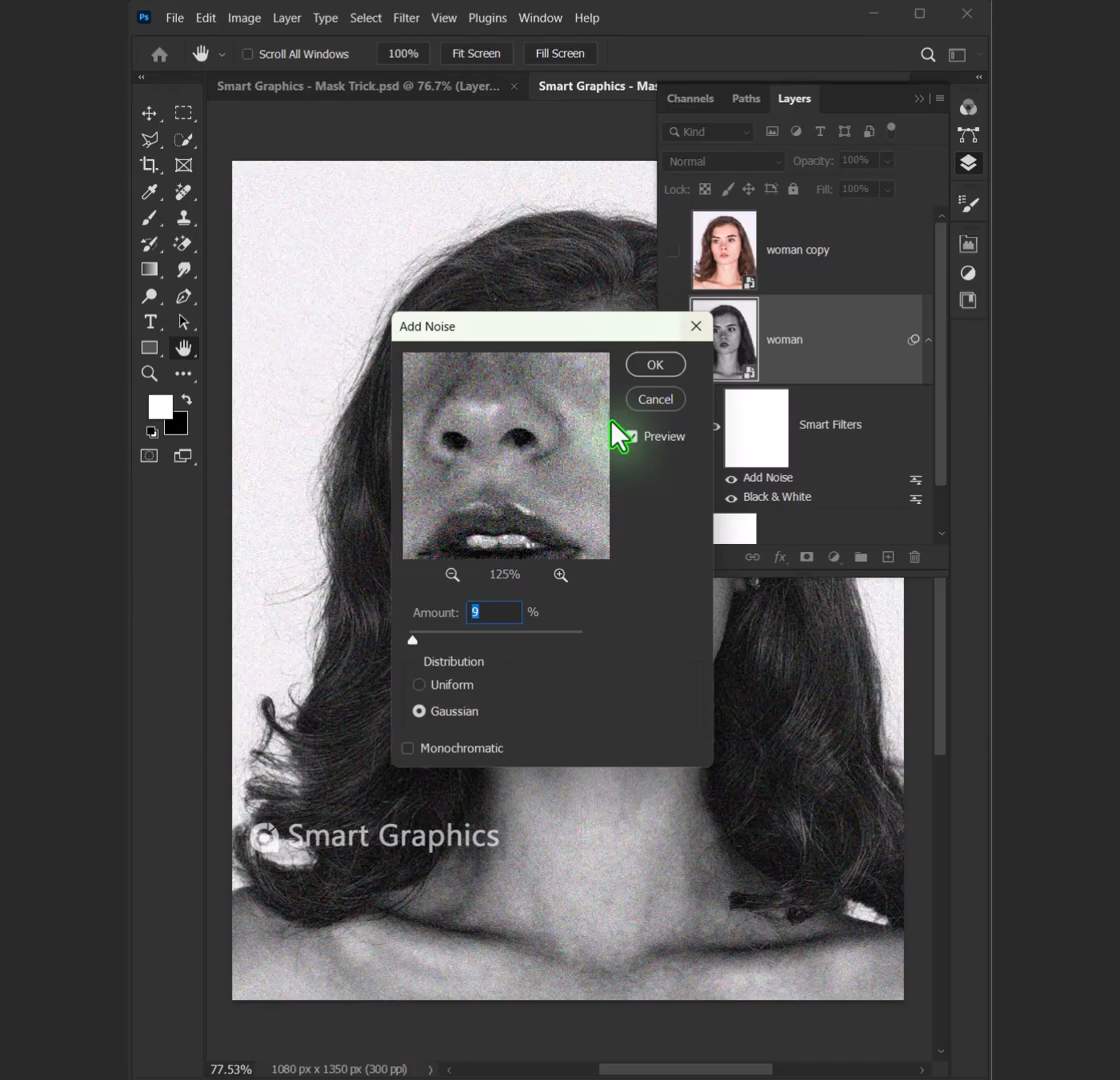 Ps File Edit Image Layer Type Select Filter View Plugins Window Help
Scroll All Windows 100% Fit Screen Fill Screen
Smart Graphics - Mask Trick.psd @ 76.7% (Layer... × Smart Graphics - Mas
Channels Paths Layers
Kind
Normal Opacity: 100%
Lock: Fill: 100%
woman copy
woman
Smart Filters
Add Noise
Black & White
Add Noise
OK
Cancel
Preview
125%
Amount: 9 %
Distribution
Uniform
Gaussian
Monochromatic
Smart Graphics
77.53% 1080 px x 1350 px (300 ppi)